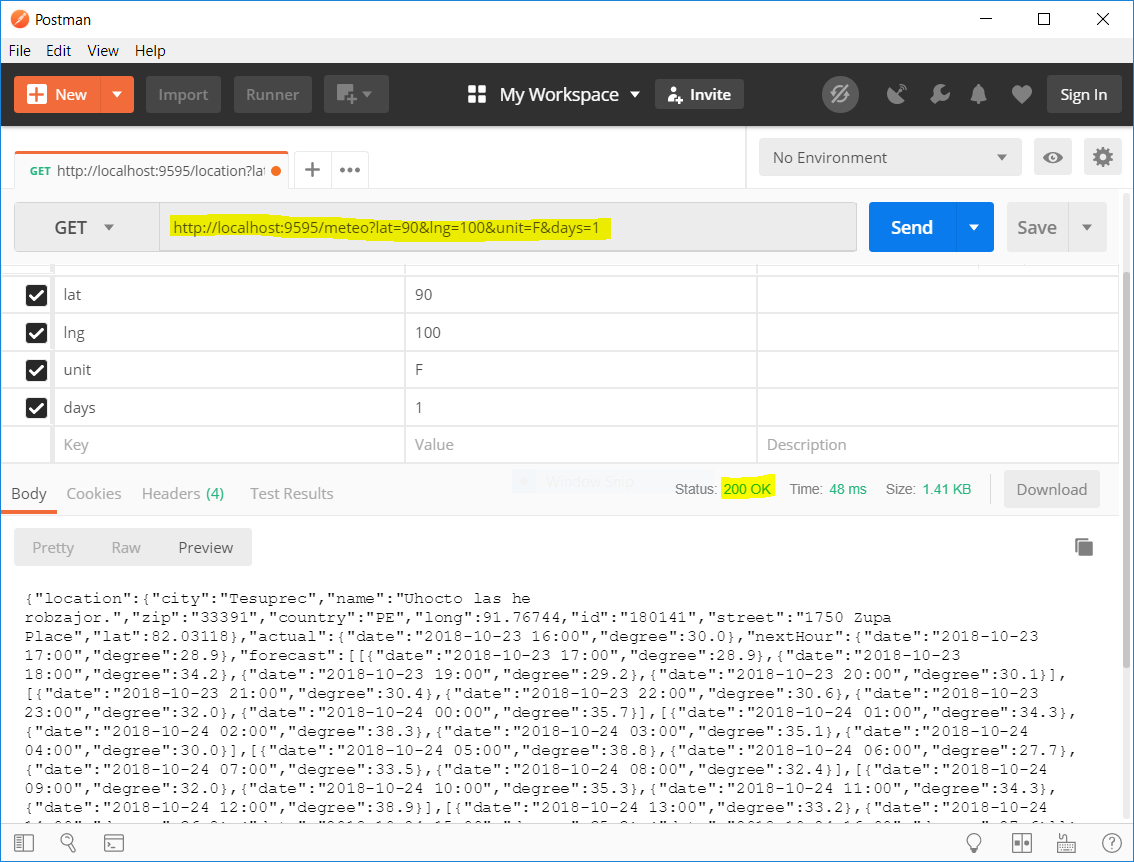 Postman
File Edit View Help
New Import Runner My Workspace Invite Sign In
GET http://localhost:9595/location?lat No Environment
GET http://localhost:9595/meteo?lat=90&lng=100&unit=F&days=1 Send Save
lat 90
lng 100
unit F
days 1
Key Value Description
Window Snip
Body Cookies Headers (4) Test Results Status: 200 OK Time: 48 ms Size: 1.41 KB Download
Pretty Raw Preview
{"location":{"city":"Tesuprec","name":"Uhocto las he
robzajor.","zip":"33391","country":"PE","long":91.76744,"id":"180141","street":"1750 Zupa
Place","lat":82.03118},"actual":{"date":"2018-10-23 16:00","degree":30.0},"nextHour":{"date":"2018-10-23
17:00","degree":28.9},"forecast":[[{"date":"2018-10-23 17:00","degree":28.9},{"date":"2018-10-23
18:00","degree":34.2},{"date":"2018-10-23 19:00","degree":29.2},{"date":"2018-10-23 20:00","degree":30.1}],
[{"date":"2018-10-23 21:00","degree":30.4},{"date":"2018-10-23 22:00","degree":30.6},{"date":"2018-10-23
23:00","degree":32.0},{"date":"2018-10-24 00:00","degree":35.7}],[{"date":"2018-10-24 01:00","degree":34.3},
{"date":"2018-10-24 02:00","degree":38.3},{"date":"2018-10-24 03:00","degree":35.1},{"date":"2018-10-24
04:00","degree":30.0}],[{"date":"2018-10-24 05:00","degree":38.8},{"date":"2018-10-24 06:00","degree":27.7},
{"date":"2018-10-24 07:00","degree":33.5},{"date":"2018-10-24 08:00","degree":32.4}],[{"date":"2018-10-24
09:00","degree":32.0},{"date":"2018-10-24 10:00","degree":35.3},{"date":"2018-10-24 11:00","degree":34.3},
{"date":"2018-10-24 12:00","degree":38.9}],[{"date":"2018-10-24 13:00","degree":33.2},{"date":"2018-10-24